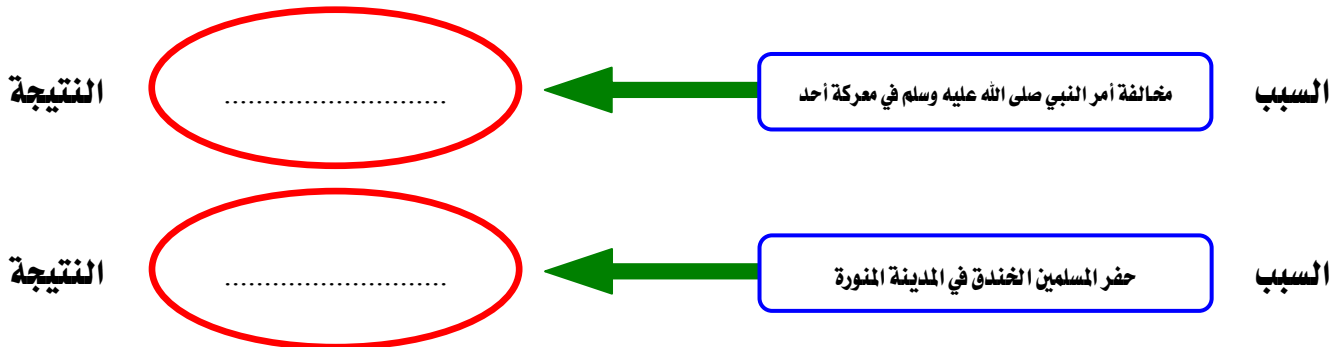 السبب
مخالفة أمر النبي صلى الله عليه وسلم في معركة أحد
............................
النتيجة
السبب
حفر المسلمين الخندق في المدينة المنورة
............................
النتيجة